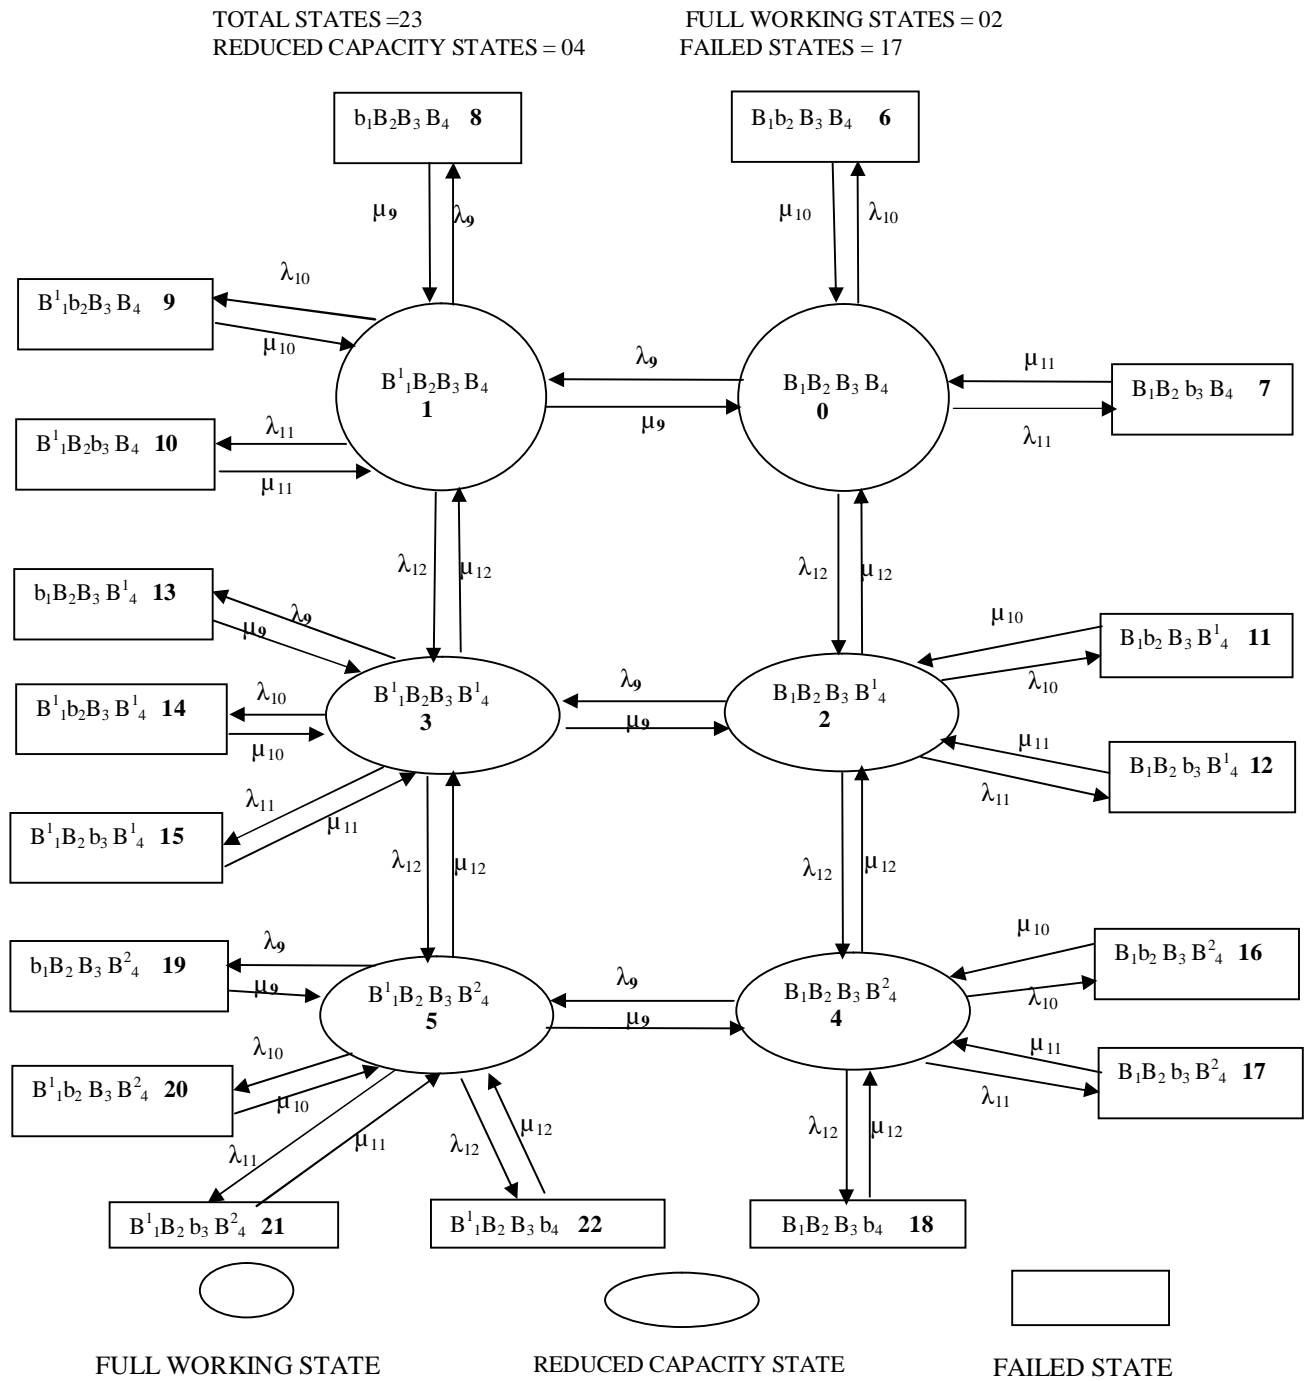 TOTAL STATES =23 FULL WORKING STATES = 02
REDUCED CAPACITY STATES = 04 FAILED STATES = 17
b₁B₂B₃ B₄ 8
B₁b₂ B₃ B₄ 6
μ₉ λ₉
μ₁₀ λ₁₀
λ₁₀
B¹₁b₂B₃ B₄ 9
μ₁₀
λ₉
μ₁₁
B¹₁B₂B₃ B₄
1
B₁B₂ B₃ B₄
0
B₁B₂ b₃ B₄ 7
μ₉
λ₁₁
λ₁₁
B¹₁B₂b₃ B₄ 10
μ₁₁
λ₁₂ μ₁₂
λ₁₂ μ₁₂
b₁B₂B₃ B¹₄ 13
λ₉
μ₉
μ₁₀
B₁b₂ B₃ B¹₄ 11
λ₁₀
λ₁₀
B¹₁b₂B₃ B¹₄ 14
μ₁₀
B¹₁B₂B₃ B¹₄
3
λ₉
μ₉
B₁B₂ B₃ B¹₄
2
μ₁₁
B₁B₂ b₃ B¹₄ 12
λ₁₁
λ₁₁
B¹₁B₂ b₃ B¹₄ 15
μ₁₁
λ₁₂ μ₁₂
λ₁₂ μ₁₂
λ₉
b₁B₂ B₃ B²₄ 19
μ₉
μ₁₀
B₁b₂ B₃ B²₄ 16
λ₁₀
B¹₁B₂ B₃ B²₄
5
λ₉
μ₉
B₁B₂ B₃ B²₄
4
λ₁₀
B¹₁b₂ B₃ B²₄ 20
μ₁₀
μ₁₁
B₁B₂ b₃ B²₄ 17
λ₁₁
λ₁₁
μ₁₁
λ₁₂ μ₁₂
λ₁₂ μ₁₂
B¹₁B₂ b₃ B²₄ 21
B¹₁B₂ B₃ b₄ 22
B₁B₂ B₃ b₄ 18
FULL WORKING STATE REDUCED CAPACITY STATE FAILED STATE